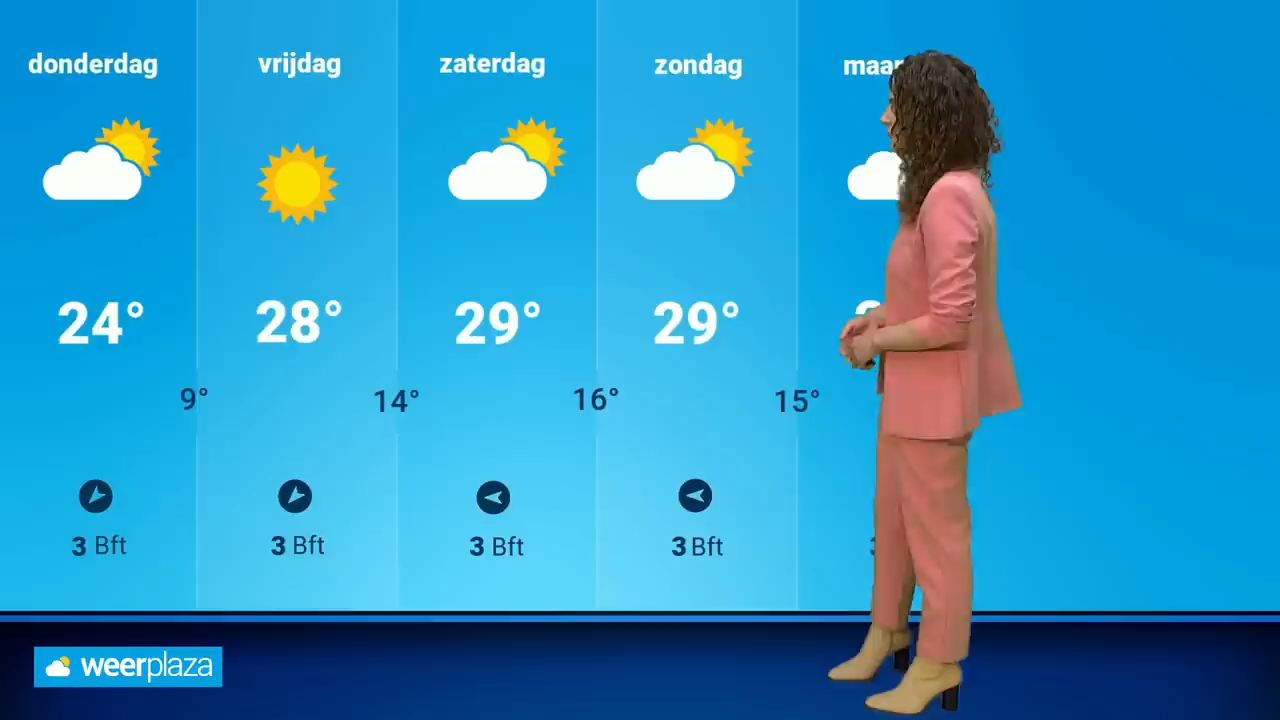 donderdag vrijdag zaterdag zondag
24° 28° 29° 29°
9° 14° 16° 15°
3 Bft 3 Bft 3 Bft 3 Bft
weerplaza